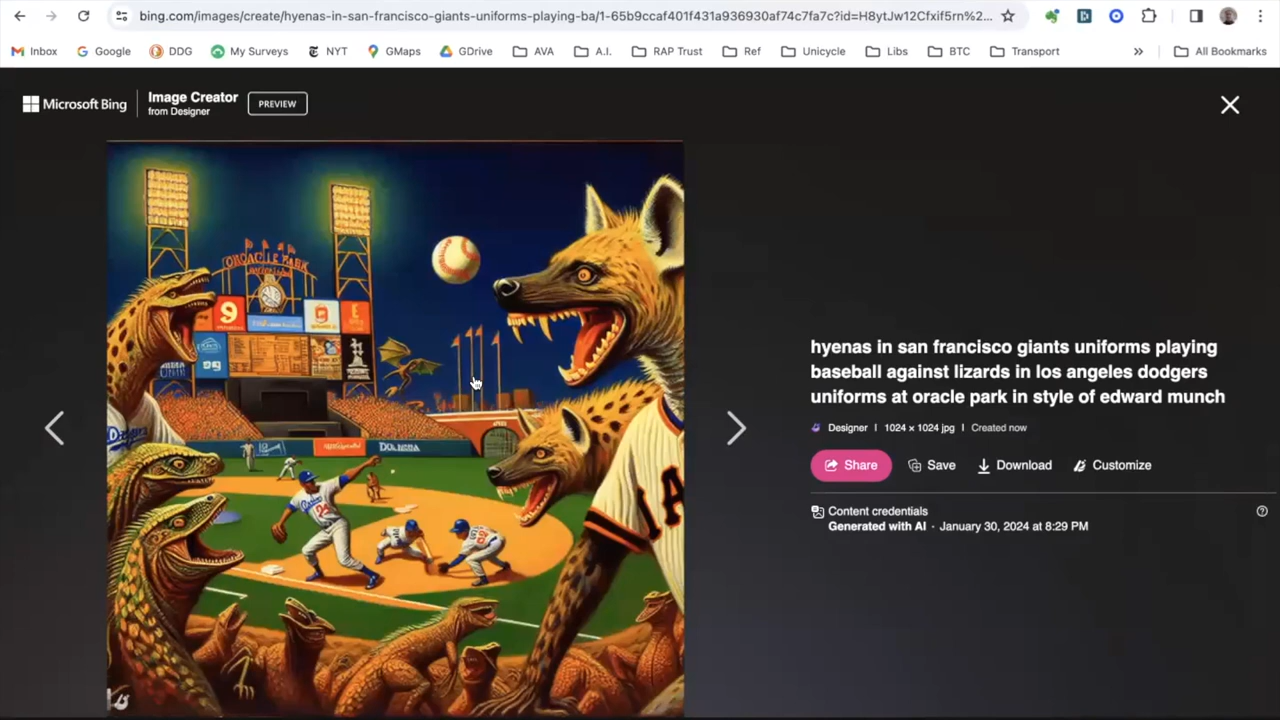 bing.com/images/create/hyenas-in-san-francisco-giants-uniforms-playing-ba/1-65b9ccaf401f431a936930af74c7fa7c?id=H8ytJw12Cfxif5rn%2...
Inbox Google DDG My Surveys NYT GMaps GDrive AVA A.I. RAP Trust Ref Unicycle Libs BTC Transport » All Bookmarks
Microsoft Bing Image Creator from Designer PREVIEW
9
E
Dodgers
hyenas in san francisco giants uniforms playing
baseball against lizards in los angeles dodgers
uniforms at oracle park in style of edward munch
Designer | 1024 × 1024 jpg | Created now
Share Save Download Customize
Content credentials
Generated with AI · January 30, 2024 at 8:29 PM